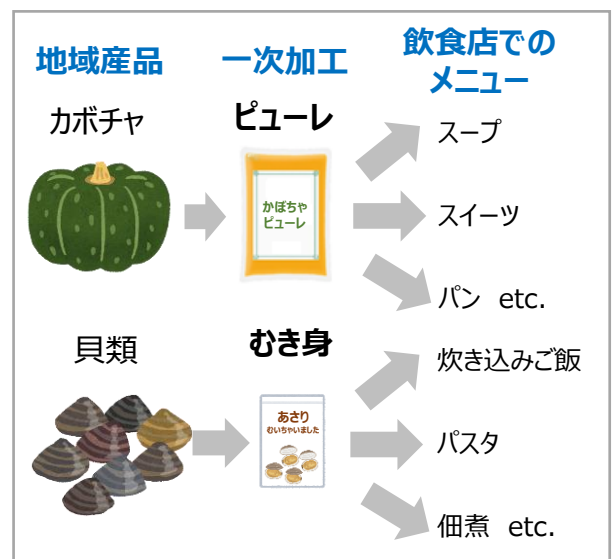 地域産品
一次加工
飲食店での
メニュー
カボチャ
ピューレ
かぼちゃ
ピューレ
スープ
スイーツ
パン etc.
貝類
むき身
あさり
むいちゃいました
炊き込みご飯
パスタ
佃煮 etc.